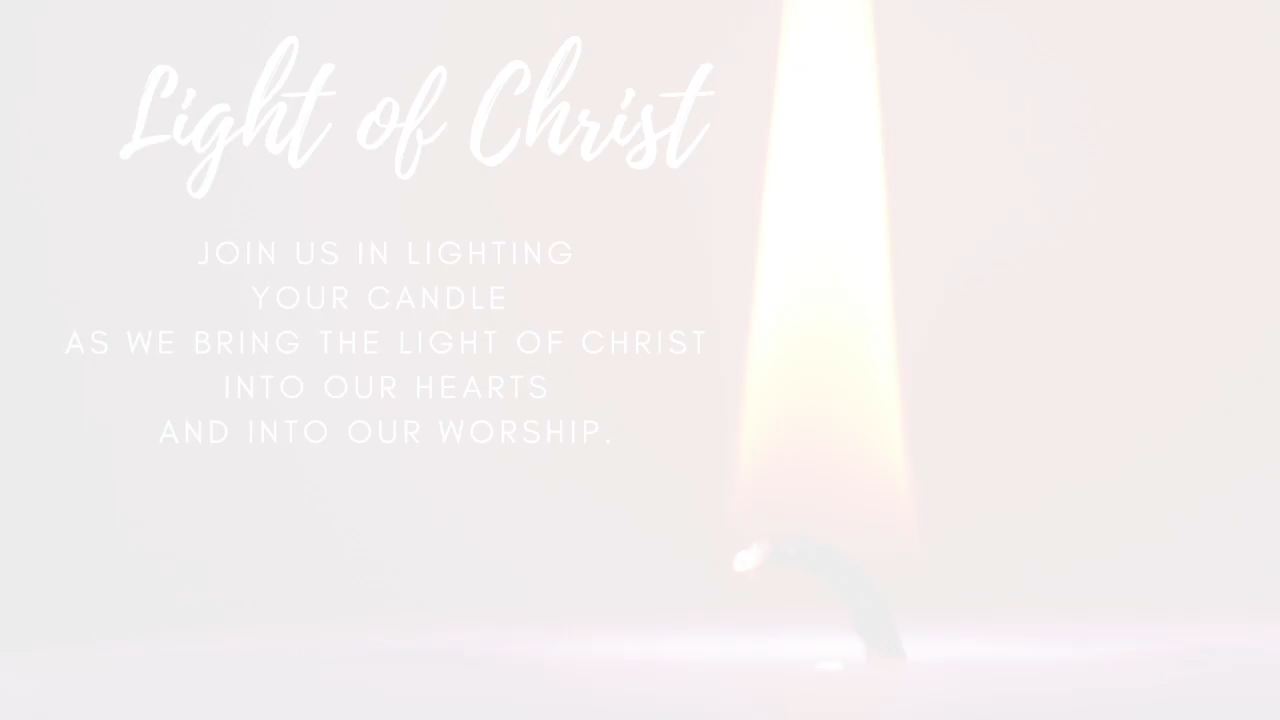 Light of Christ
JOIN US IN LIGHTING
YOUR CANDLE
AS WE BRING THE LIGHT OF CHRIST
INTO OUR HEARTS
AND INTO OUR WORSHIP.